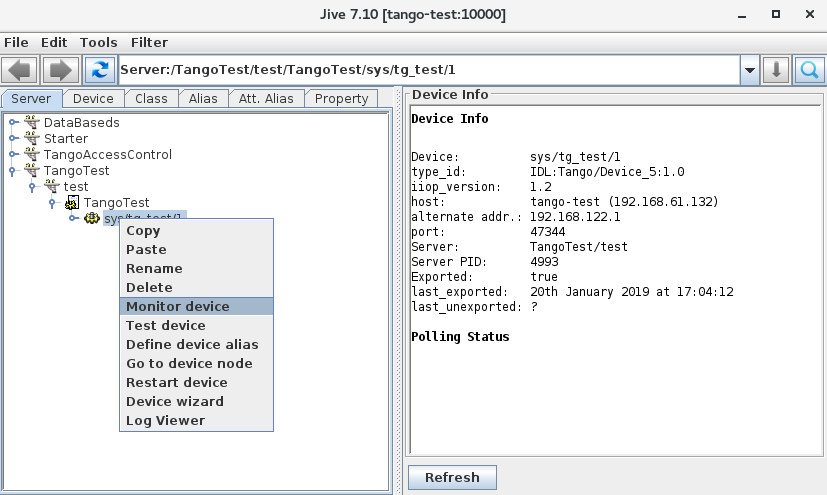 Jive 7.10 [tango-test:10000]
File Edit Tools Filter
Server:/TangoTest/test/TangoTest/sys/tg_test/1
Server Device Class Alias Att. Alias Property
DataBaseds
Starter
TangoAccessControl
TangoTest
test
TangoTest
sys/tg_test/1
Copy
Paste
Rename
Delete
Monitor device
Test device
Define device alias
Go to device node
Restart device
Device wizard
Log Viewer
Device Info
Device Info
Device: sys/tg_test/1
type_id: IDL:Tango/Device_5:1.0
iiop_version: 1.2
host: tango-test (192.168.61.132)
alternate addr.: 192.168.122.1
port: 47344
Server: TangoTest/test
Server PID: 4993
Exported: true
last_exported: 20th January 2019 at 17:04:12
last_unexported: ?
Polling Status
Refresh